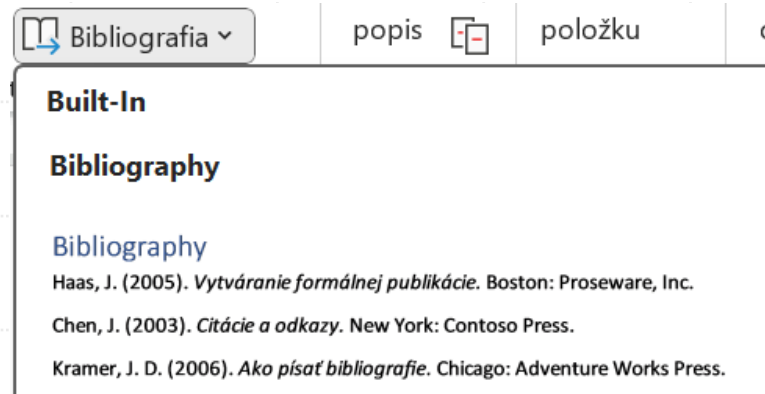 Bibliografia
popis
položku
Built-In
Bibliography
Bibliography
Haas, J. (2005). Vytváranie formálnej publikácie. Boston: Proseware, Inc.
Chen, J. (2003). Citácie a odkazy. New York: Contoso Press.
Kramer, J. D. (2006). Ako písať bibliografie. Chicago: Adventure Works Press.